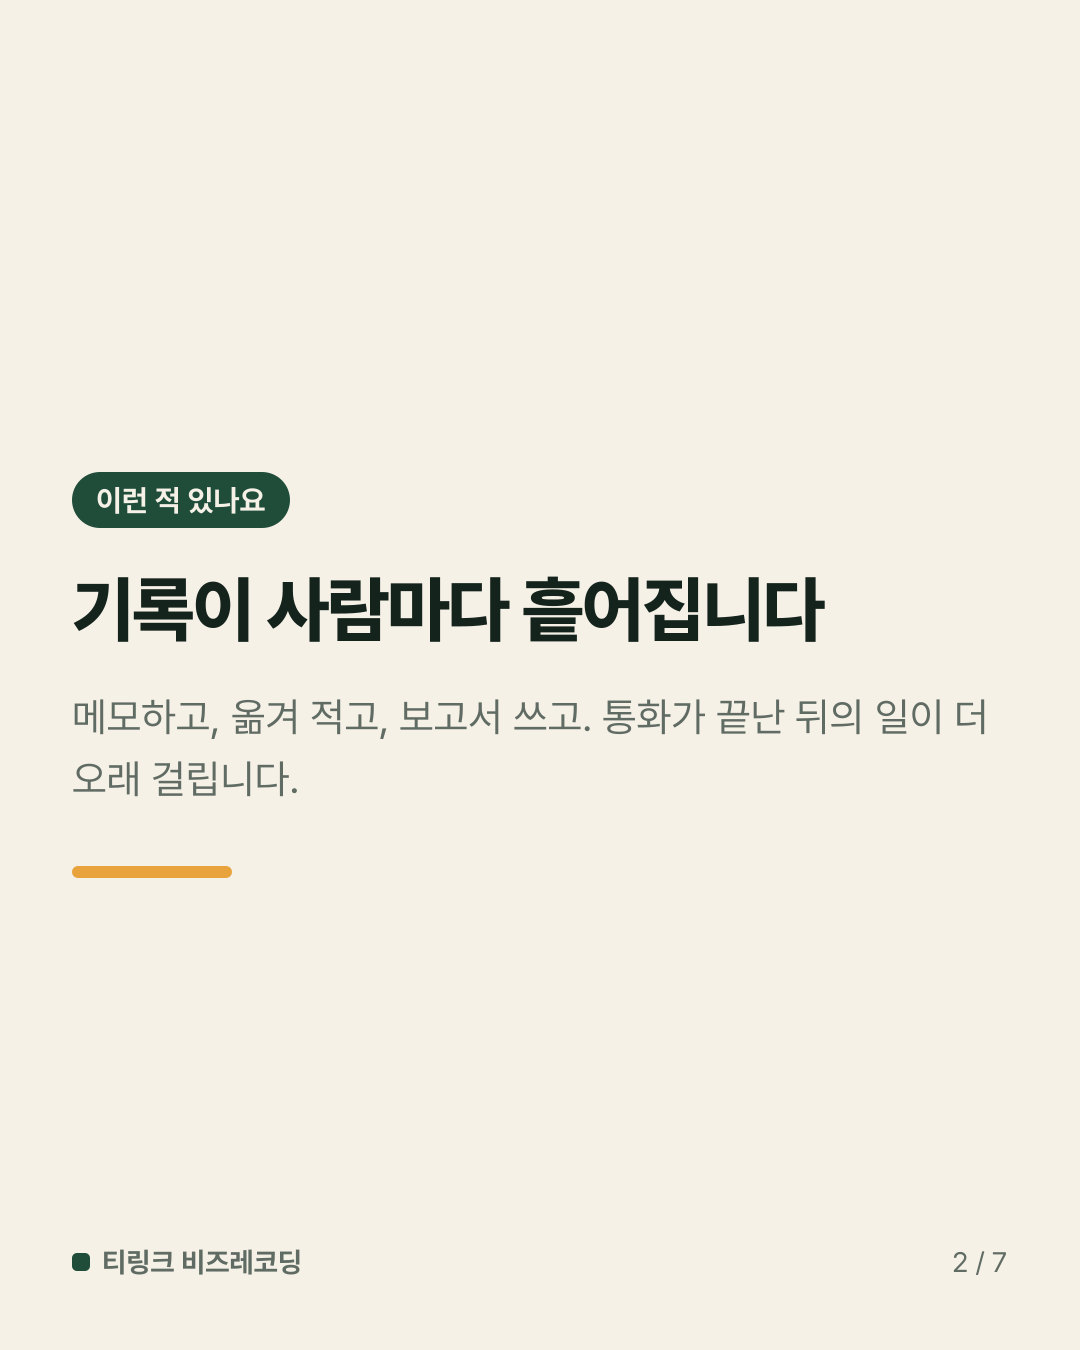 이런 적 있나요
기록이 사람마다 흩어집니다
메모하고, 옮겨 적고, 보고서 쓰고. 통화가 끝난 뒤의 일이 더
오래 걸립니다.
티링크 비즈레코딩
2 / 7